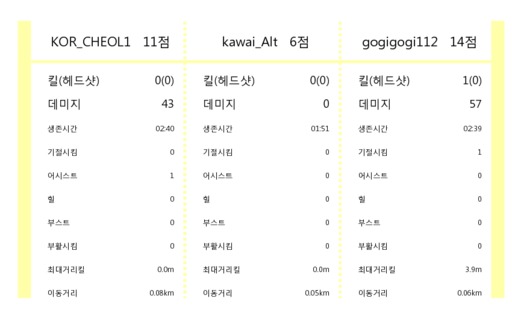 KOR_CHEOL1 11점 kawai_Alt 6점 gogigogi112 14점
킬(헤드샷) 0(0) 킬(헤드샷) 0(0) 킬(헤드샷) 1(0)
데미지 43 데미지 0 데미지 57
생존시간 02:40 생존시간 01:51 생존시간 02:39
기절시킴 0 기절시킴 0 기절시킴 1
어시스트 1 어시스트 0 어시스트 0
힐 0 힐 0 힐 0
부스트 0 부스트 0 부스트 0
부활시킴 0 부활시킴 0 부활시킴 0
최대거리킬 0.0m 최대거리킬 0.0m 최대거리킬 3.9m
이동거리 0.08km 이동거리 0.05km 이동거리 0.06km